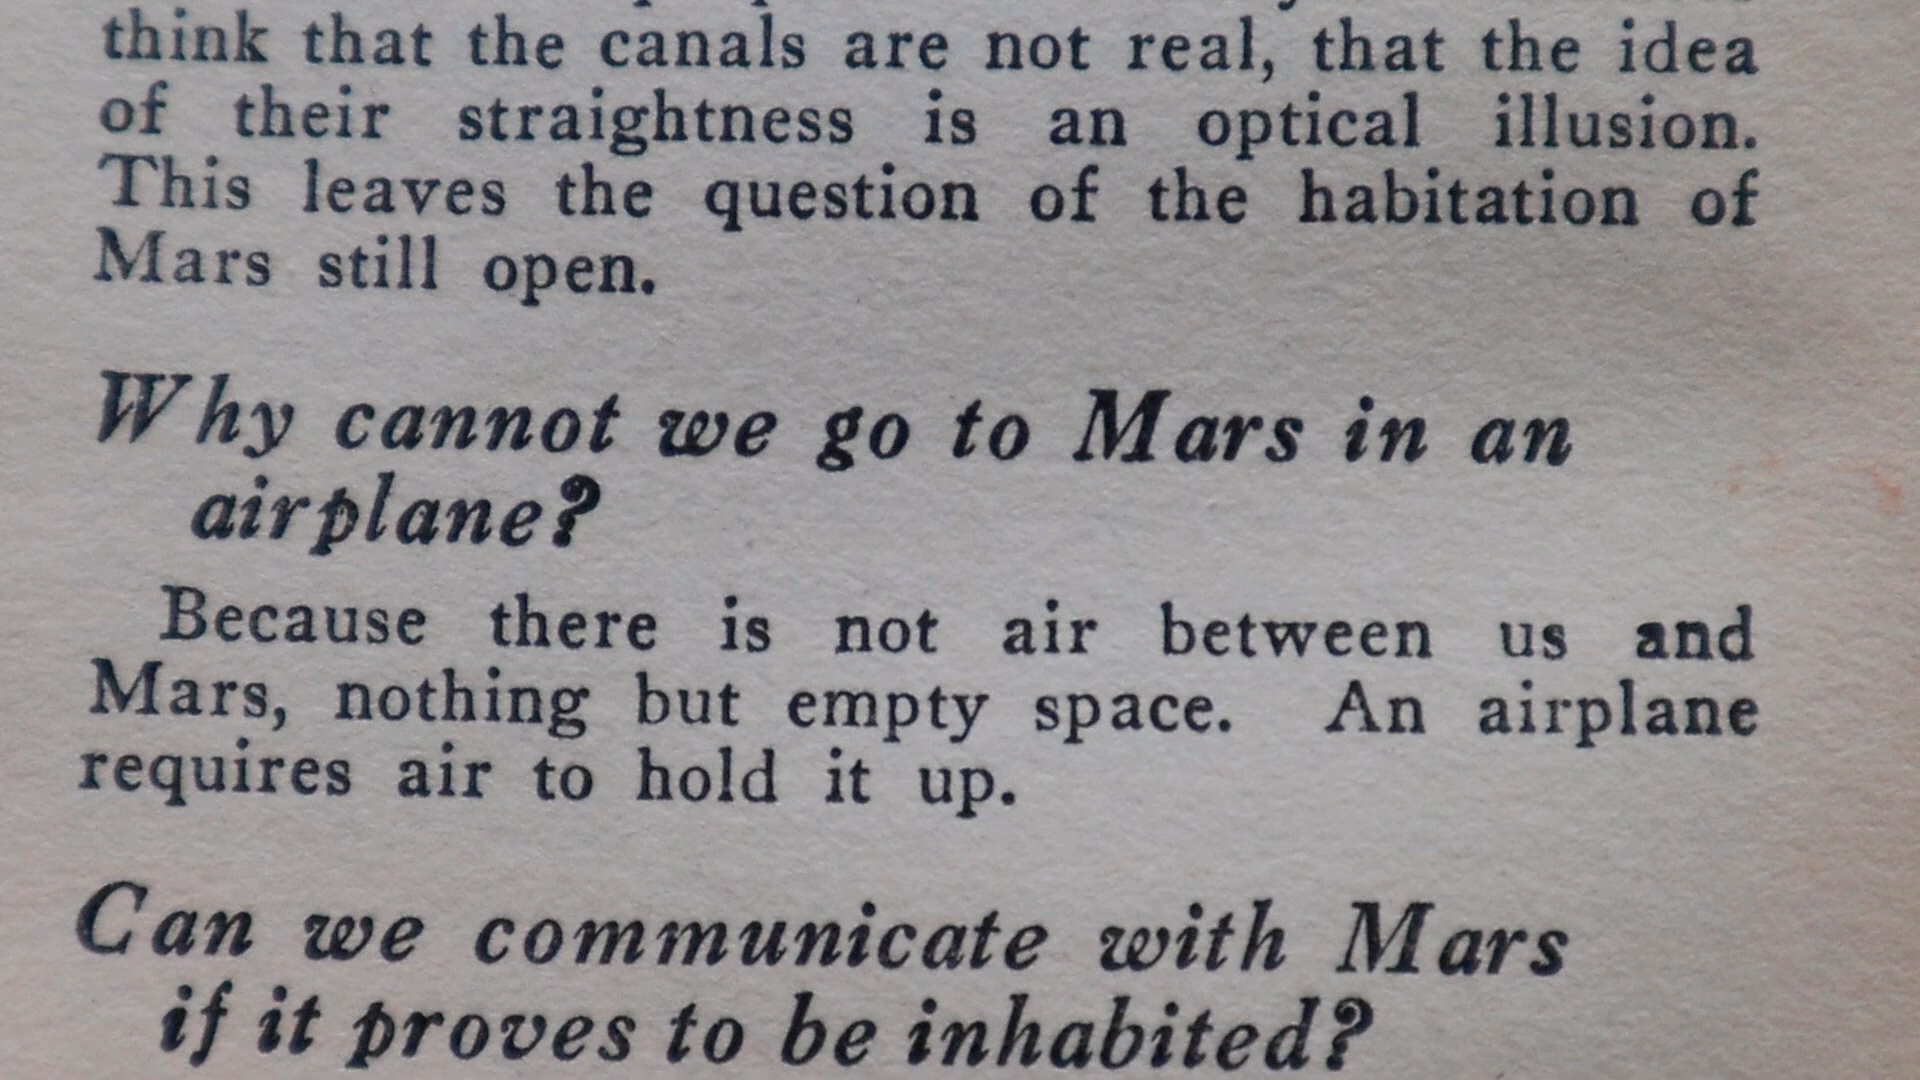 think that the canals are not real, that the idea
of their straightness is an optical illusion.
This leaves the question of the habitation of
Mars still open.
Why cannot we go to Mars in an
airplane?
Because there is not air between us and
Mars, nothing but empty space. An airplane
requires air to hold it up.
Can we communicate with Mars
if it proves to be inhabited?